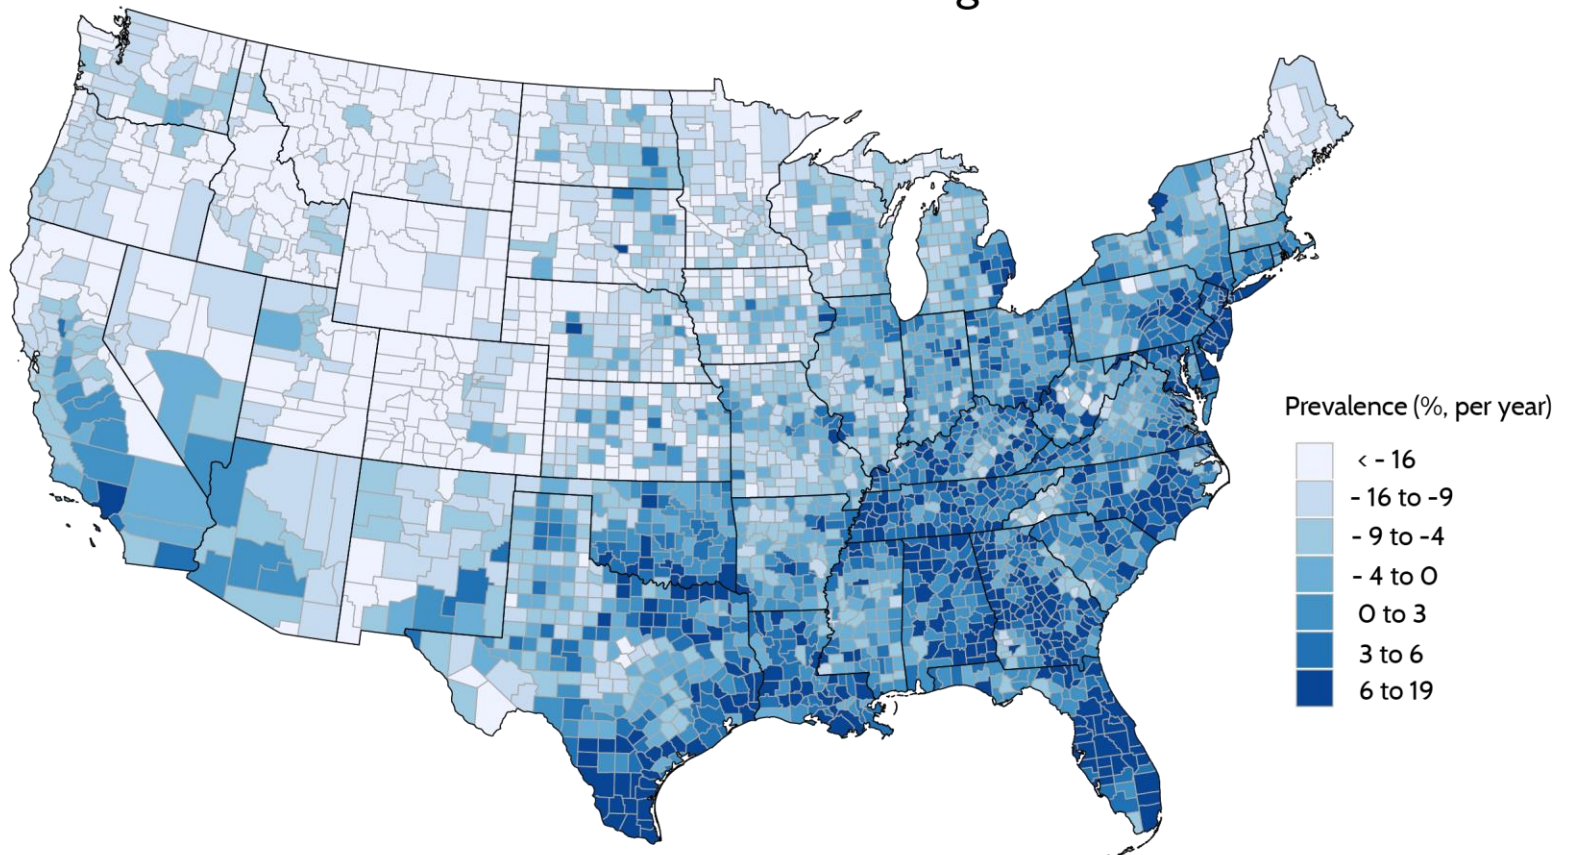 Prevalence (%, per year)
< - 16
- 16 to -9
- 9 to -4
- 4 to 0
0 to 3
3 to 6
6 to 19